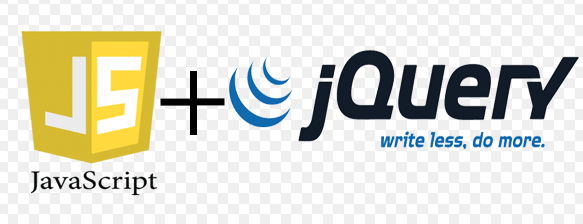 JS
JavaScript
+
jQuery
write less, do more.